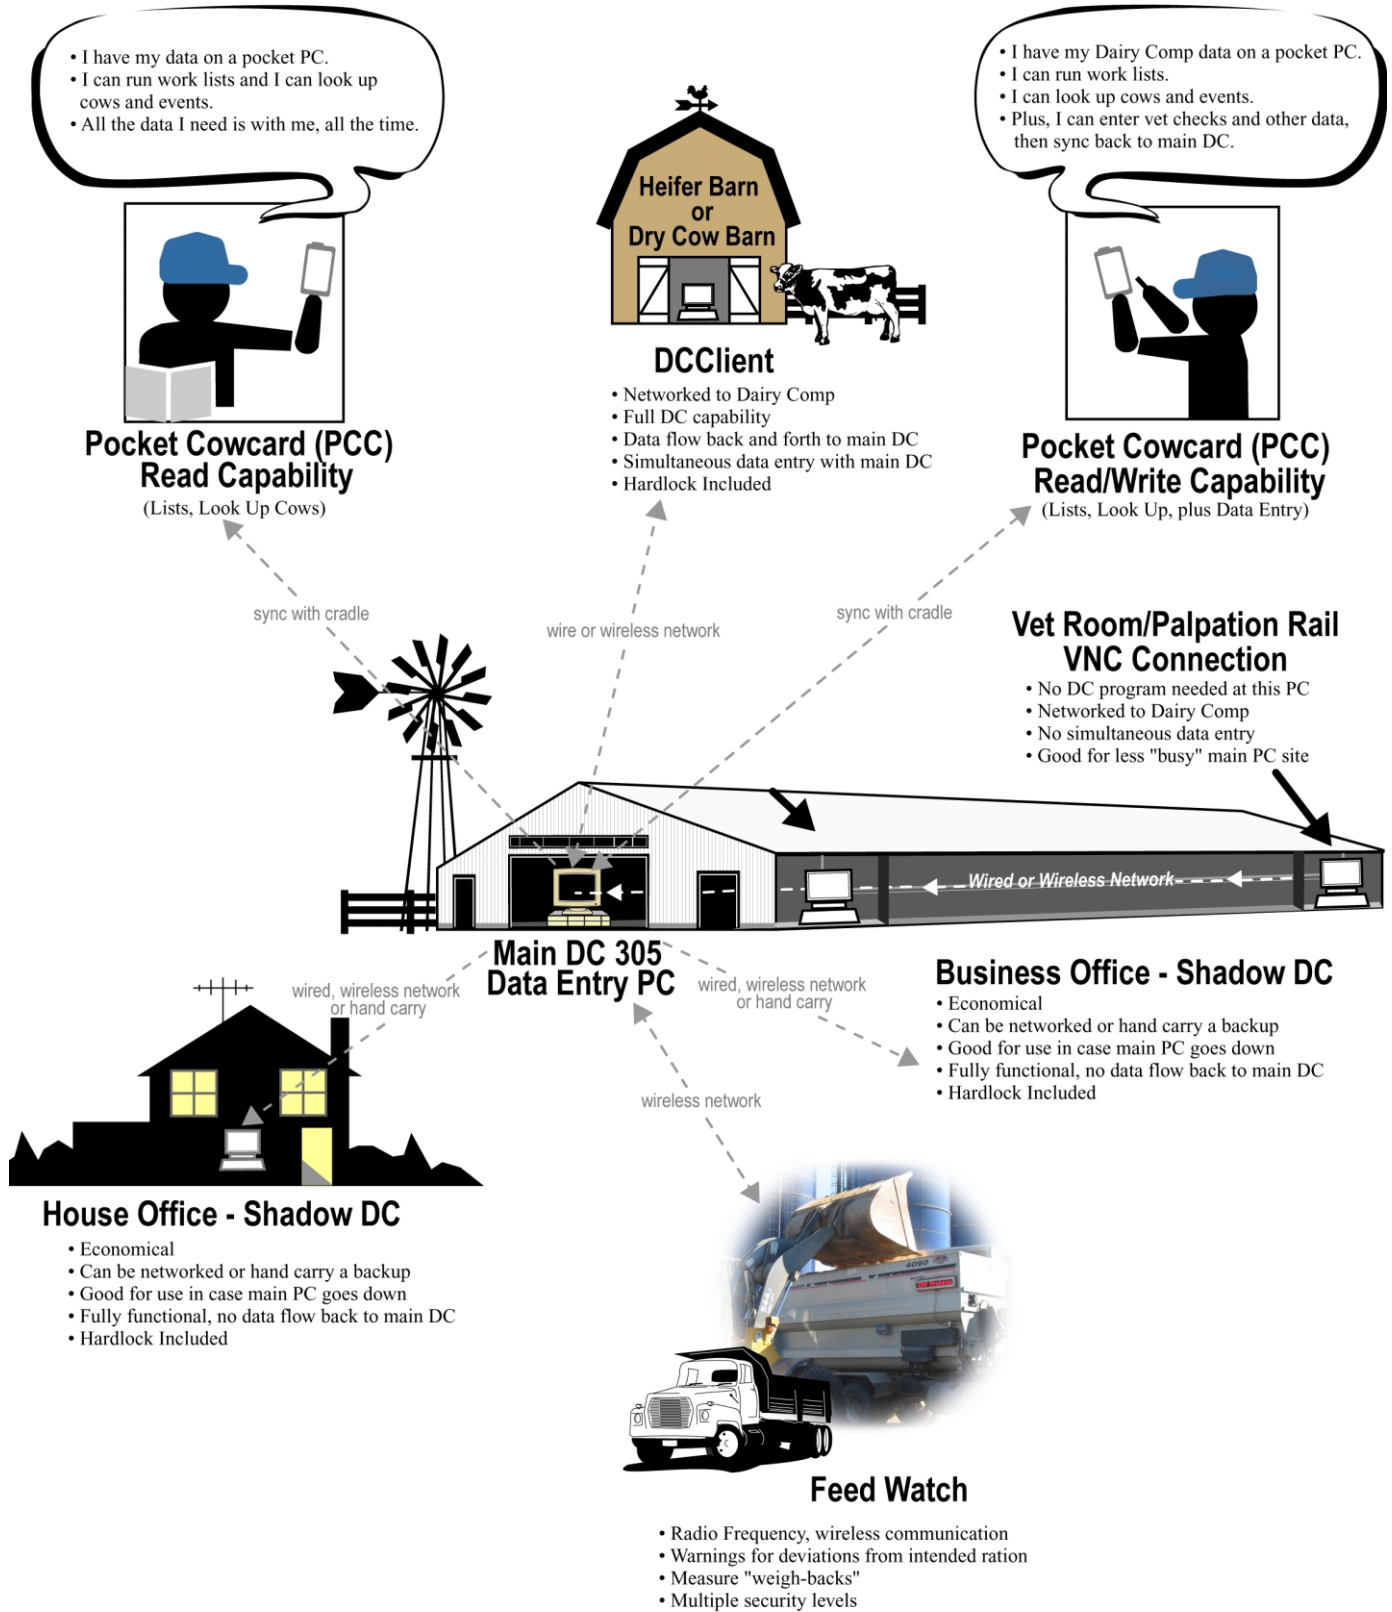 • I have my data on a pocket PC.
• I can run work lists and I can look up
cows and events.
• All the data I need is with me, all the time.
• I have my Dairy Comp data on a pocket PC.
• I can run work lists.
• I can look up cows and events.
• Plus, I can enter vet checks and other data,
then sync back to main DC.
Heifer Barn
or
Dry Cow Barn
DCClient
• Networked to Dairy Comp
• Full DC capability
• Data flow back and forth to main DC
• Simultaneous data entry with main DC
• Hardlock Included
Pocket Cowcard (PCC)
Read Capability
(Lists, Look Up Cows)
Pocket Cowcard (PCC)
Read/Write Capability
(Lists, Look Up, plus Data Entry)
sync with cradle
wire or wireless network
sync with cradle
Vet Room/Palpation Rail
VNC Connection
• No DC program needed at this PC
• Networked to Dairy Comp
• No simultaneous data entry
• Good for less "busy" main PC site
Wired or Wireless Network
Main DC 305
Data Entry PC
wired, wireless network
or hand carry
wired, wireless network
or hand carry
Business Office - Shadow DC
• Economical
• Can be networked or hand carry a backup
• Good for use in case main PC goes down
• Fully functional, no data flow back to main DC
• Hardlock Included
wireless network
House Office - Shadow DC
• Economical
• Can be networked or hand carry a backup
• Good for use in case main PC goes down
• Fully functional, no data flow back to main DC
• Hardlock Included
4090
Feed Watch
• Radio Frequency, wireless communication
• Warnings for deviations from intended ration
• Measure "weigh-backs"
• Multiple security levels